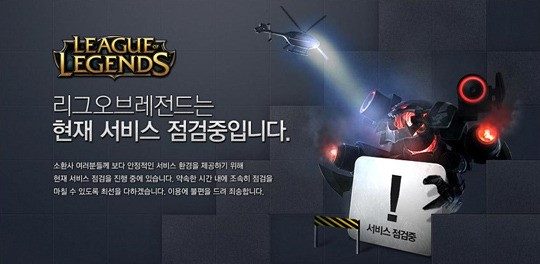 LEAGUE OF LEGENDS
리그오브레전드는
현재 서비스 점검중입니다.
소환사 여러분들께 보다 안정적인 서비스 환경을 제공하기 위해
현재 서비스 점검을 진행 중에 있습니다. 약속한 시간 내에 조속히 점검을
마칠 수 있도록 최선을 다하겠습니다. 이용에 불편을 드려 죄송합니다.
!
서비스 점검중